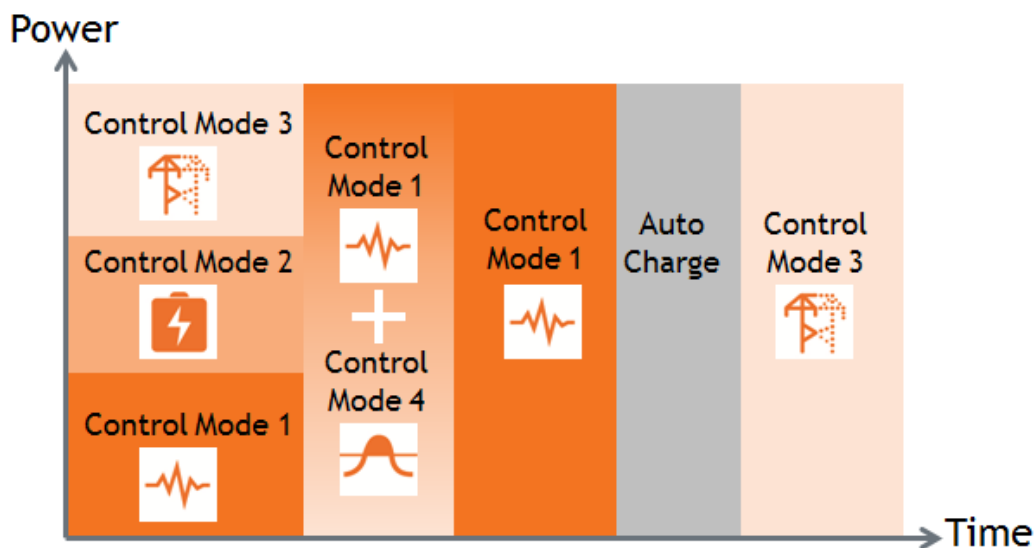 Power
Control Mode 3
Control Mode 2
Control Mode 1
Control
Mode 1
+
Control
Mode 4
Control
Mode 1
Auto
Charge
Control
Mode 3
Time